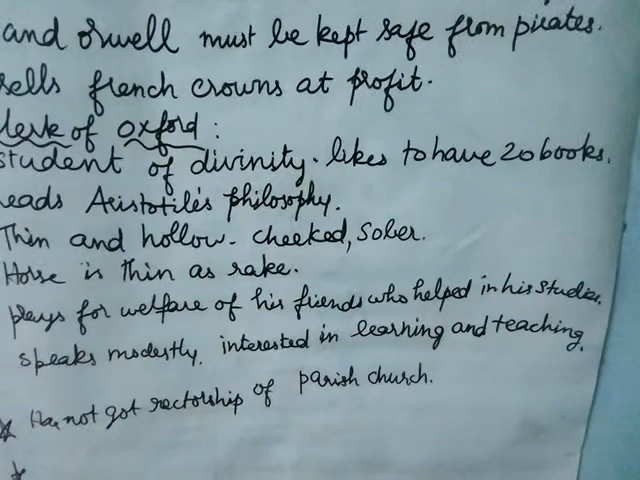 and Orwell must be kept safe from pirates.
sells french crowns at profit.
lerk of Oxford :
student of divinity. likes to have 20 books.
eads Aristotile's philosophy.
Thin and hollow- cheeked, sober.
Horse is thin as rake.
prays for welfare of his friends who helped in his studies.
speaks modestly. interested in learning and teaching.
* Has not got rectorship of parish church.
*